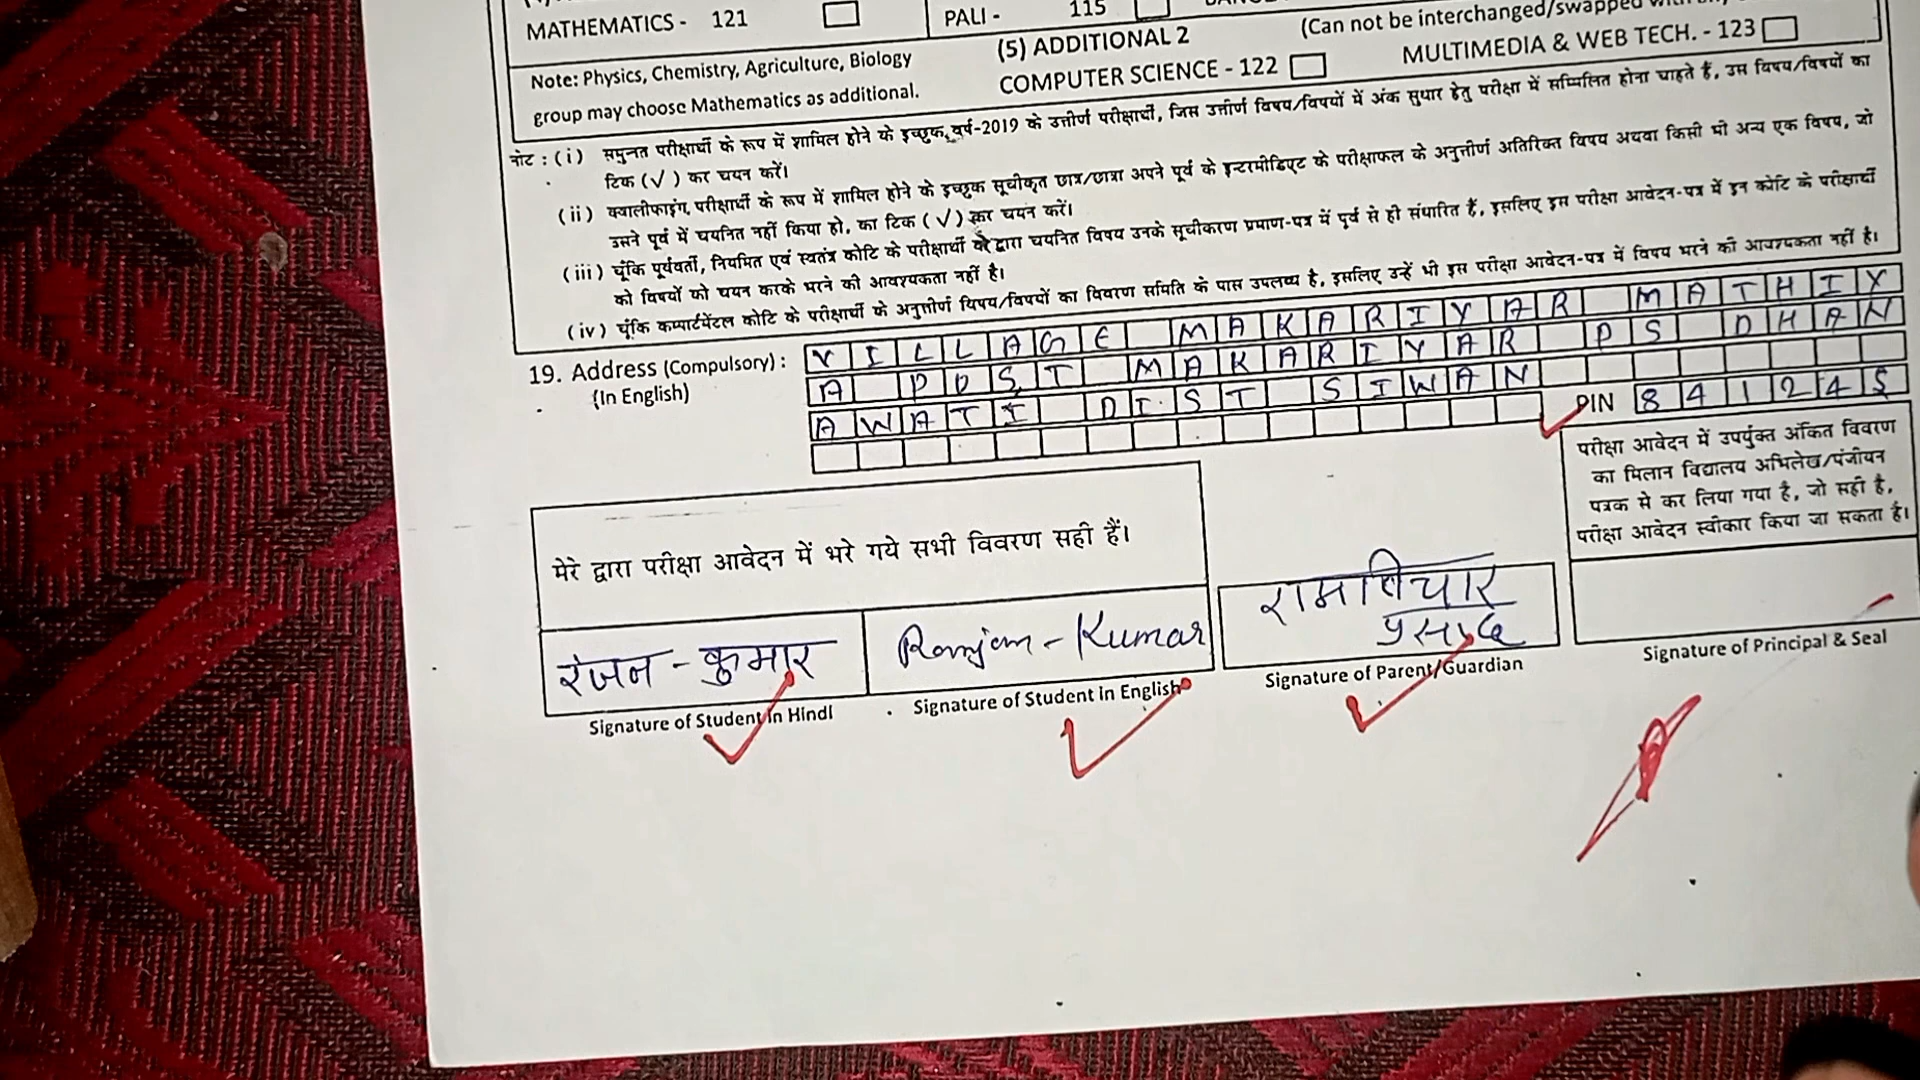 MATHEMATICS - 121
PALI - 115
Note: Physics, Chemistry, Agriculture, Biology
group may choose Mathematics as additional.
(5) ADDITIONAL 2
(Can not be interchanged/swapped
COMPUTER SCIENCE - 122
MULTIMEDIA & WEB TECH. - 123
नोट : (i) समुन्नत परीक्षार्थी के रूप में शामिल होने के इच्छुक, वर्ष-2019 के उत्तीर्ण परीक्षार्थी, जिस उत्तीर्ण विषय/विषयों में अंक सुधार हेतु परीक्षा में सम्मिलित होना चाहते हैं, उस विषय/विषयों का
टिक (√) कर चयन करें।
(ii) क्वालीफाइंग परीक्षार्थी के रूप में शामिल होने के इच्छुक सूचीकृत छात्र/छात्रा अपने पूर्व के इन्टरमीडिएट के परीक्षाफल के अनुत्तीर्ण अतिरिक्त विषय अथवा किसी भी अन्य एक विषय, जो
उसने पूर्व में चयनित नहीं किया हो, का टिक (√) कर चयन करें।
(iii) चूँकि पूर्ववर्ती, नियमित एवं स्वतंत्र कोटि के परीक्षार्थी के द्वारा चयनित विषय उनके सूचीकरण प्रमाण-पत्र में पूर्व से ही संधारित हैं, इसलिए इस परीक्षा आवेदन-पत्र में इन कोटि के परीक्षार्थी
को विषयों को चयन करके भरने की आवश्यकता नहीं है।
(iv) चूँकि कम्पार्टमेंटल कोटि के परीक्षार्थी के अनुत्तीर्ण विषय/विषयों का विवरण समिति के पास उपलब्ध है, इसलिए उन्हें भी इस परीक्षा आवेदन-पत्र में विषय भरने की आवश्यकता नहीं है।
19. Address (Compulsory) :
(In English)
VILLAGE MAKARIYAR MATHIY
A POST MAKARIYAR PS DHAN
AWATI DIST SIWAN
PIN 841245
परीक्षा आवेदन में उपर्युक्त अंकित विवरण
का मिलान विद्यालय अभिलेख/पंजीयन
पत्रक से कर लिया गया है, जो सही है,
परीक्षा आवेदन स्वीकार किया जा सकता है।
मेरे द्वारा परीक्षा आवेदन में भरे गये सभी विवरण सही हैं।
रंजन - कुमार
Ranjan - Kumar
रामविचार
प्रसाद
Signature of Student in Hindi
Signature of Student in English
Signature of Parent/Guardian
Signature of Principal & Seal